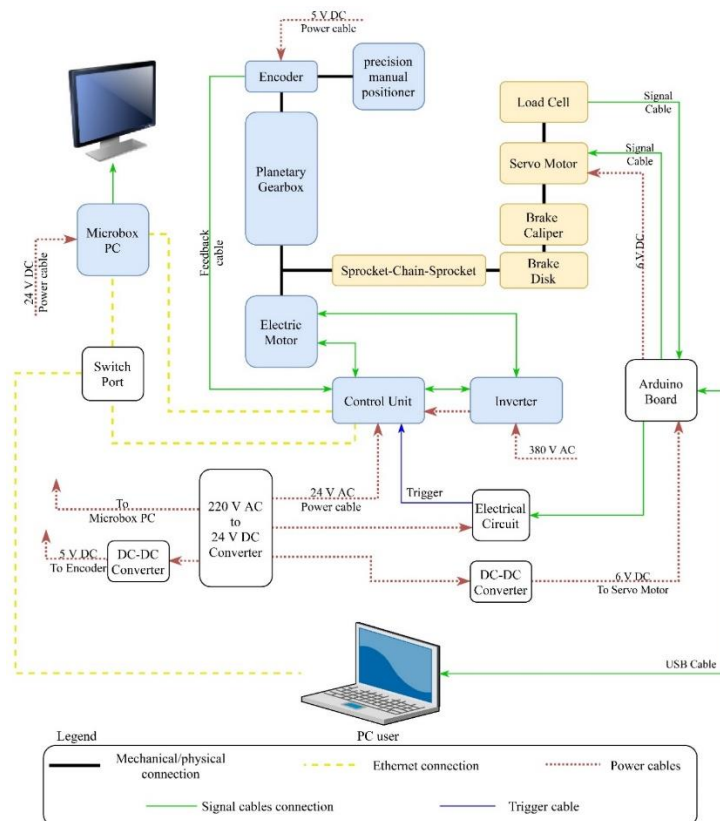 5 V DC
Power cable
Encoder
precision
manual
positioner
Load Cell
Signal
Cable
Planetary
Gearbox
Servo Motor
Signal
Cable
Microbox
PC
24 V DC
Power cable
Feedback
cable
Brake
Caliper
6 V DC
Sprocket-Chain-Sprocket
Brake
Disk
Electric
Motor
Switch
Port
Control Unit
Inverter
Arduino
Board
380 V AC
To
Microbox PC
220 V AC
to
24 V DC
Converter
24 V AC
Power cable
Trigger
Electrical
Circuit
5 V DC
To Encoder
DC-DC
Converter
DC-DC
Converter
6 V DC
To Servo Motor
USB Cable
Legend
PC user
Mechanical/physical
connection
Ethernet connection
Power cables
Signal cables connection
Trigger cable